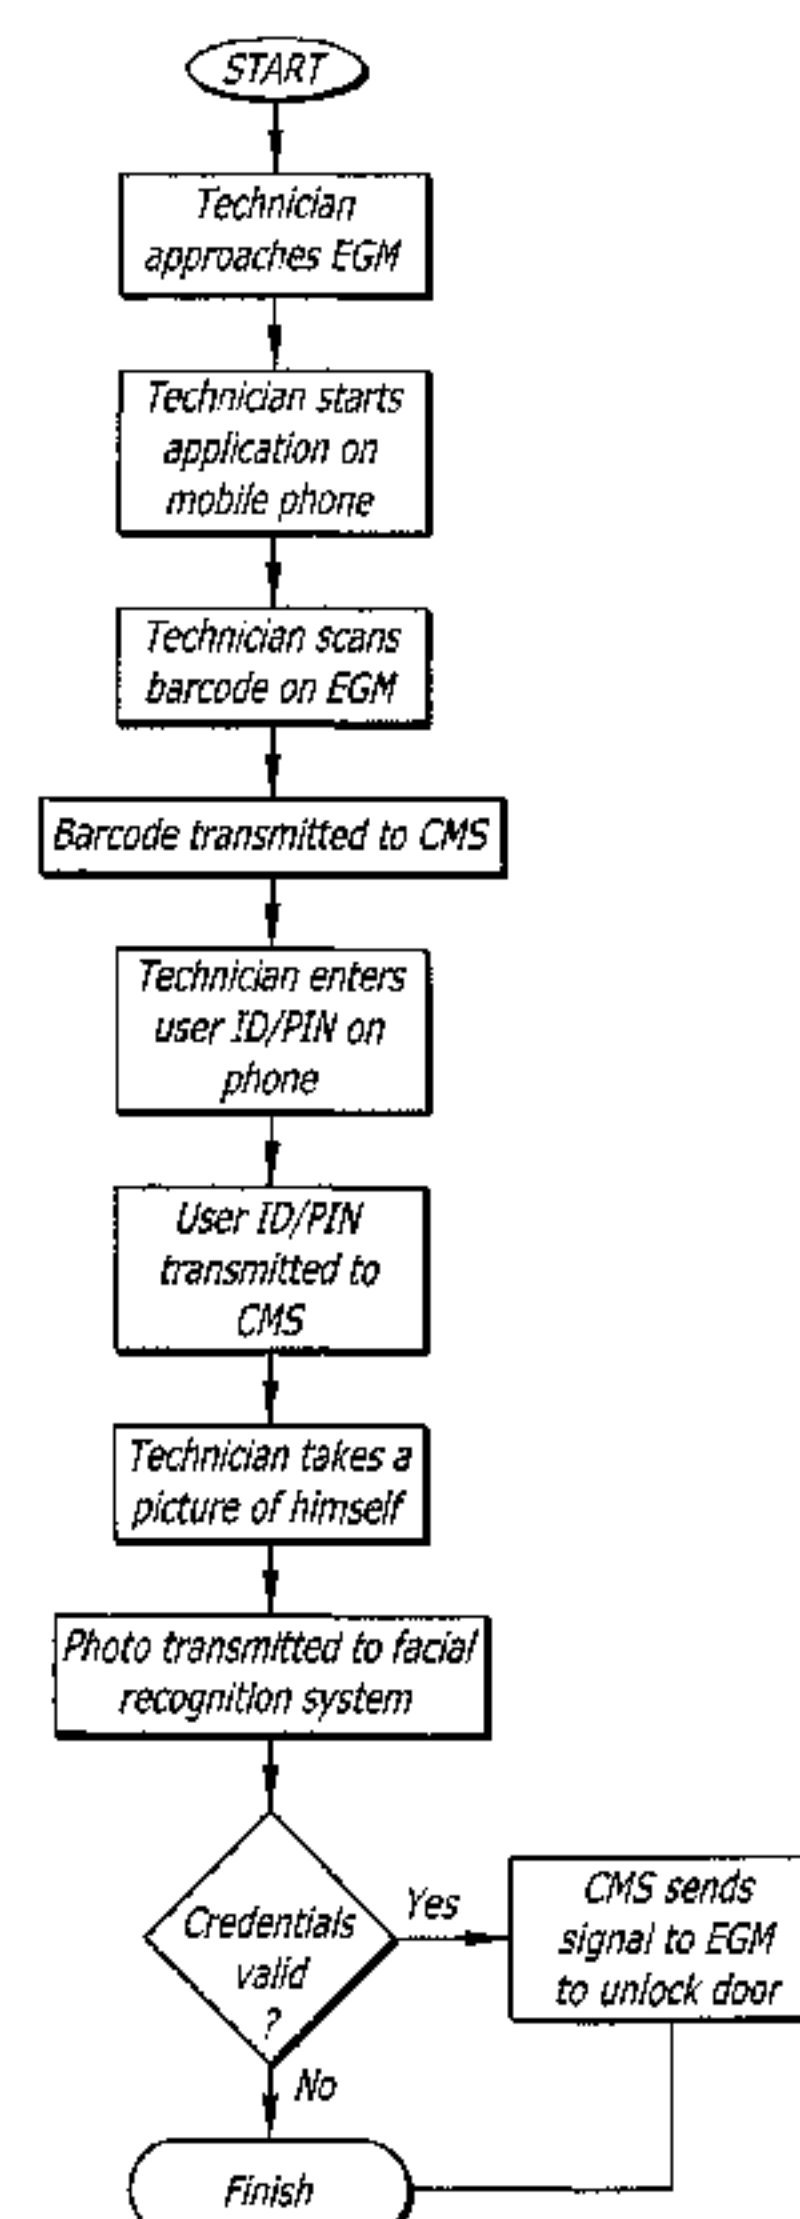 START
Technician
approaches EGM
Technician starts
application on
mobile phone
Technician scans
barcode on EGM
Barcode transmitted to CMS
Technician enters
user ID/PIN on
phone
User ID/PIN
transmitted to
CMS
Technician takes a
picture of himself
Photo transmitted to facial
recognition system
Credentials
valid
?
Yes
CMS sends
signal to EGM
to unlock door
No
Finish